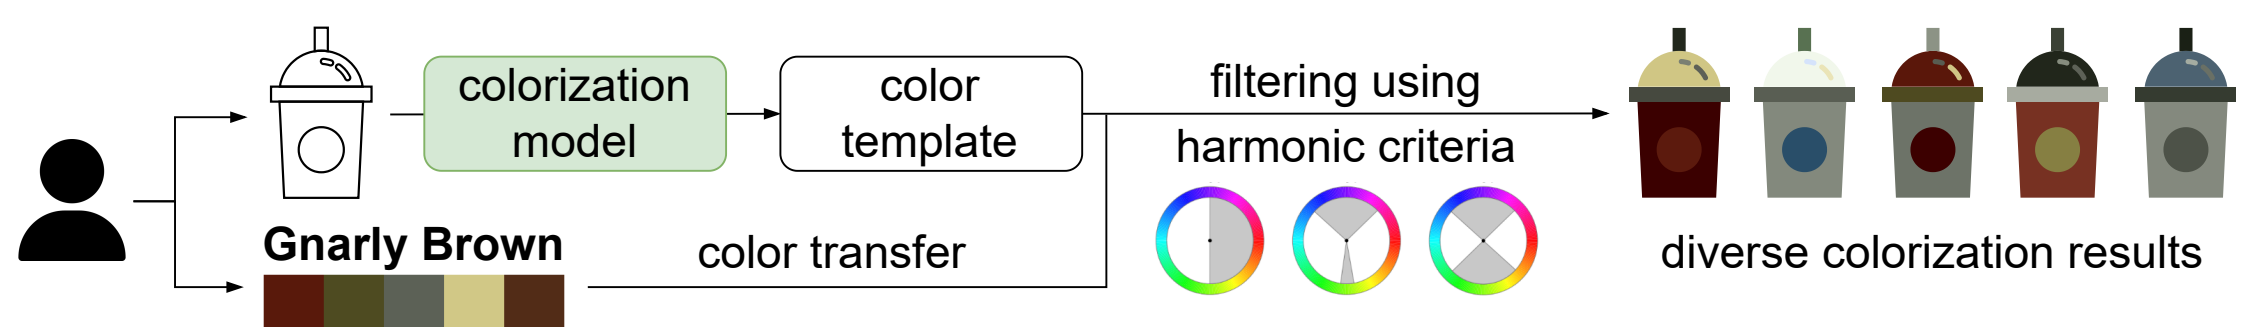 colorization
model
color
template
Gnarly Brown
color transfer
filtering using
harmonic criteria
diverse colorization results